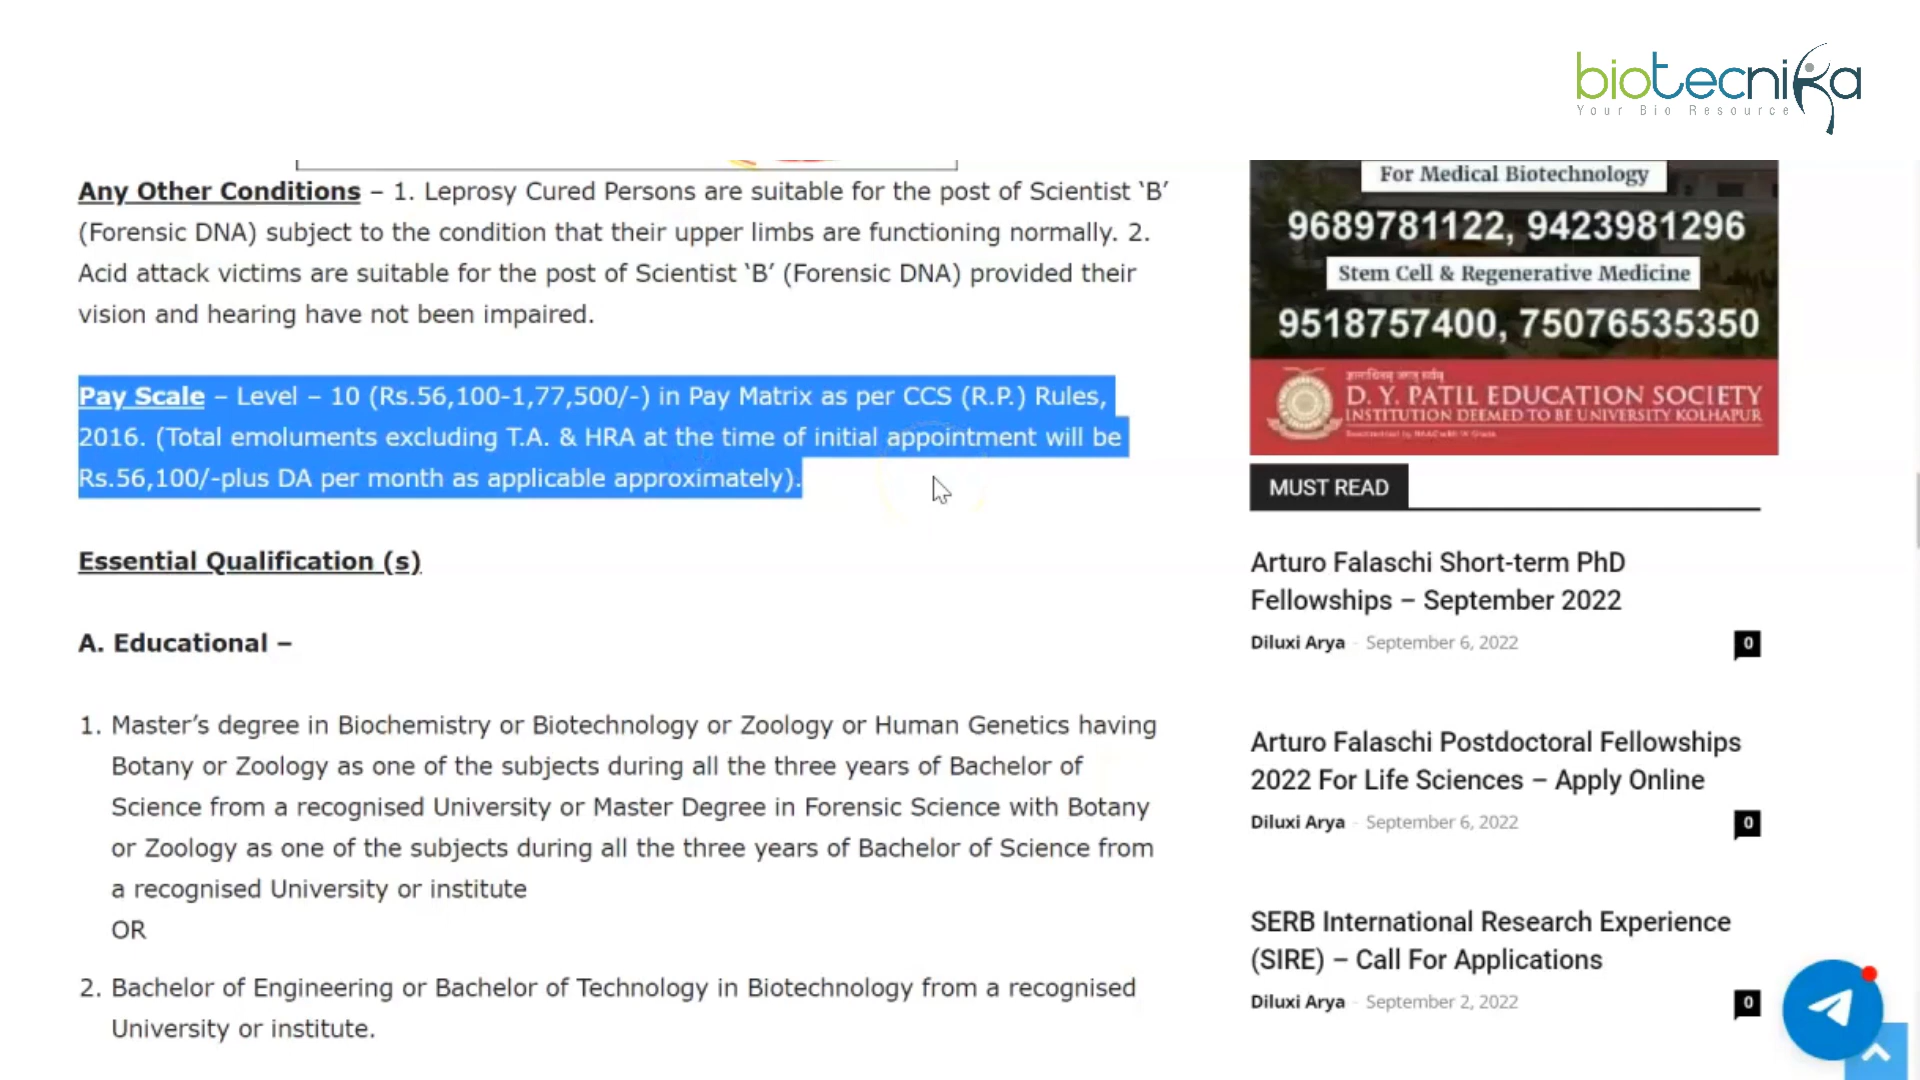 biotecnika
Your Bio Resource
Any Other Conditions – 1. Leprosy Cured Persons are suitable for the post of Scientist ‘B’
(Forensic DNA) subject to the condition that their upper limbs are functioning normally. 2.
Acid attack victims are suitable for the post of Scientist ‘B’ (Forensic DNA) provided their
vision and hearing have not been impaired.
Pay Scale – Level – 10 (Rs.56,100-1,77,500/-) in Pay Matrix as per CCS (R.P.) Rules,
2016. (Total emoluments excluding T.A. & HRA at the time of initial appointment will be
Rs.56,100/-plus DA per month as applicable approximately).
Essential Qualification (s)
A. Educational –
1. Master’s degree in Biochemistry or Biotechnology or Zoology or Human Genetics having
Botany or Zoology as one of the subjects during all the three years of Bachelor of
Science from a recognised University or Master Degree in Forensic Science with Botany
or Zoology as one of the subjects during all the three years of Bachelor of Science from
a recognised University or institute
OR
2. Bachelor of Engineering or Bachelor of Technology in Biotechnology from a recognised
University or institute.
For Medical Biotechnology
9689781122, 9423981296
Stem Cell & Regenerative Medicine
9518757400, 75076535350
D. Y. PATIL EDUCATION SOCIETY
INSTITUTION DEEMED TO BE UNIVERSITY KOLHAPUR
MUST READ
Arturo Falaschi Short-term PhD
Fellowships – September 2022
Diluxi Arya - September 6, 2022
0
Arturo Falaschi Postdoctoral Fellowships
2022 For Life Sciences – Apply Online
Diluxi Arya - September 6, 2022
0
SERB International Research Experience
(SIRE) – Call For Applications
Diluxi Arya - September 2, 2022
0